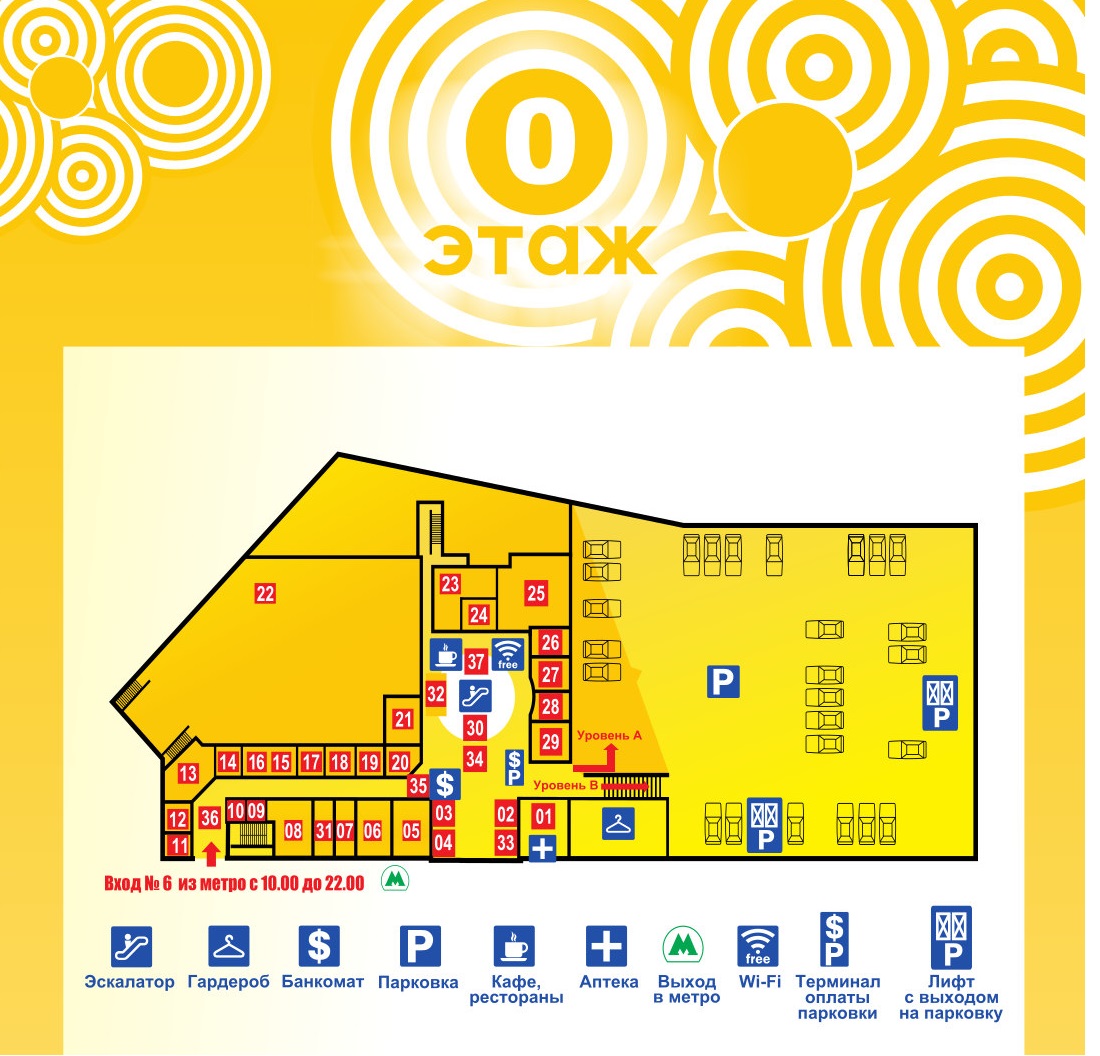 0
этаж
22
23
24
25
26
37
free
27
32
28
21
30
29
Уровень А
P
P
14
16
15
17
18
19
20
34
$
P
13
35
$
Уровень В
12
36
10
09
08
31
07
06
05
03
02
01
P
11
04
33
Вход № 6 из метро с 10.00 до 22.00
М
$
P
М
free
$
P
P
Эскалатор
Гардероб
Банкомат
Парковка
Кафе,
рестораны
Аптека
Выход
в метро
Wi-Fi
Терминал
оплаты
парковки
Лифт
с выходом
на парковку